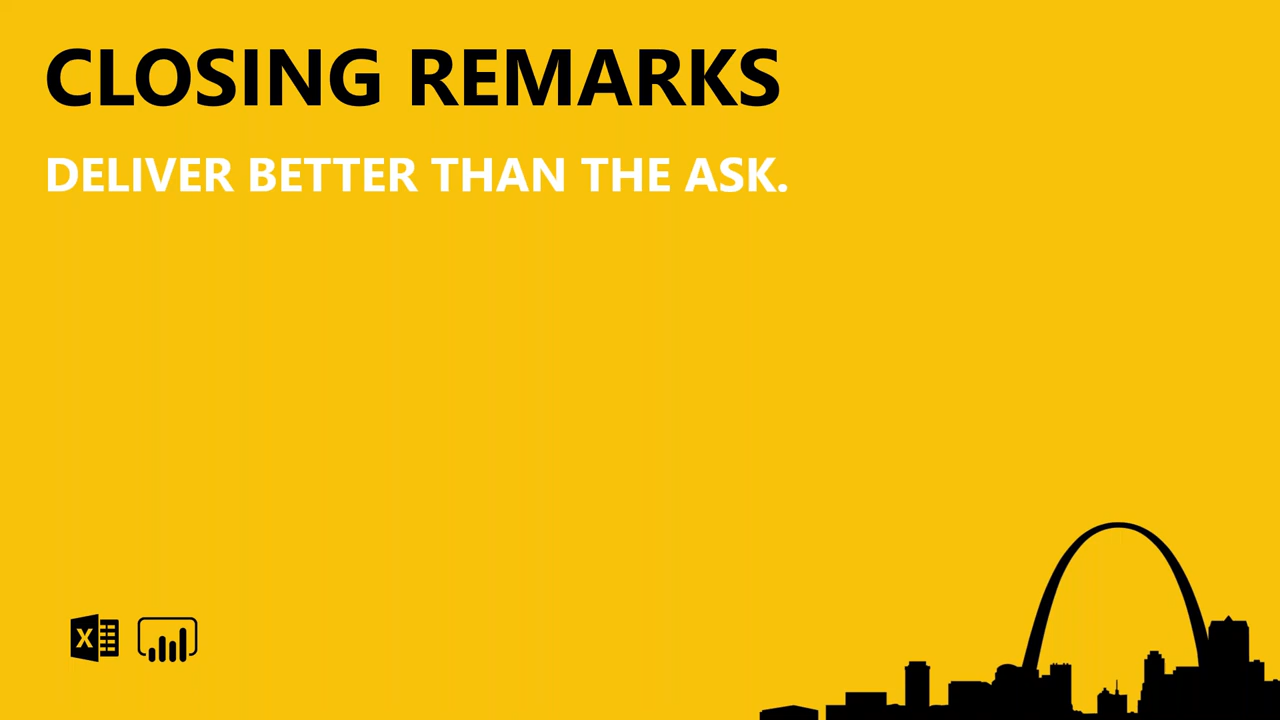 CLOSING REMARKS
DELIVER BETTER THAN THE ASK.
X